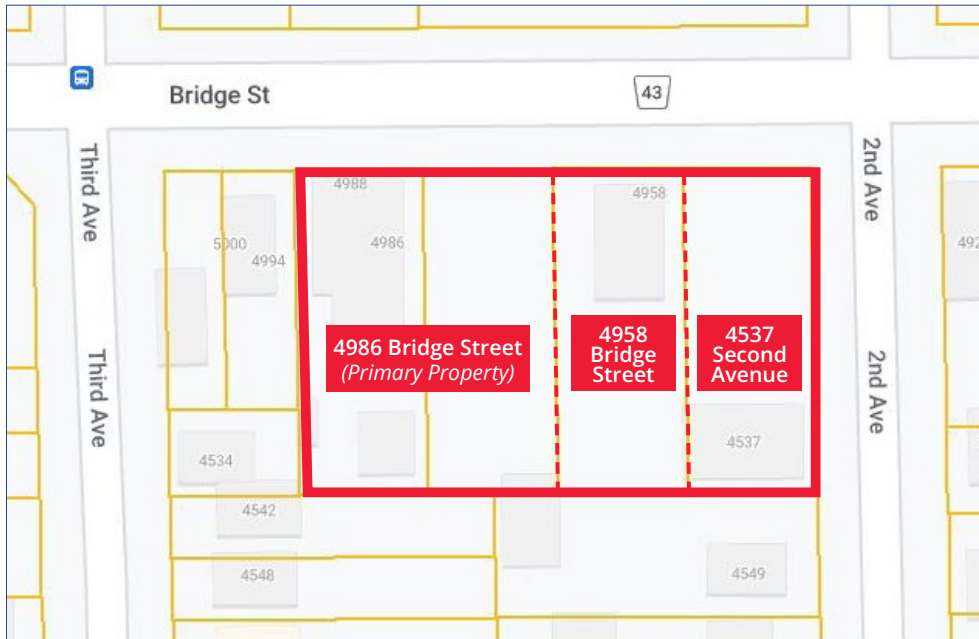 Bridge St
43
Third Ave
2nd Ave
4988
4958
4986
5000
4994
492
4986 Bridge Street
(Primary Property)
4958
Bridge
Street
4537
Second
Avenue
Third Ave
2nd Ave
4537
4534
4542
4548
4549